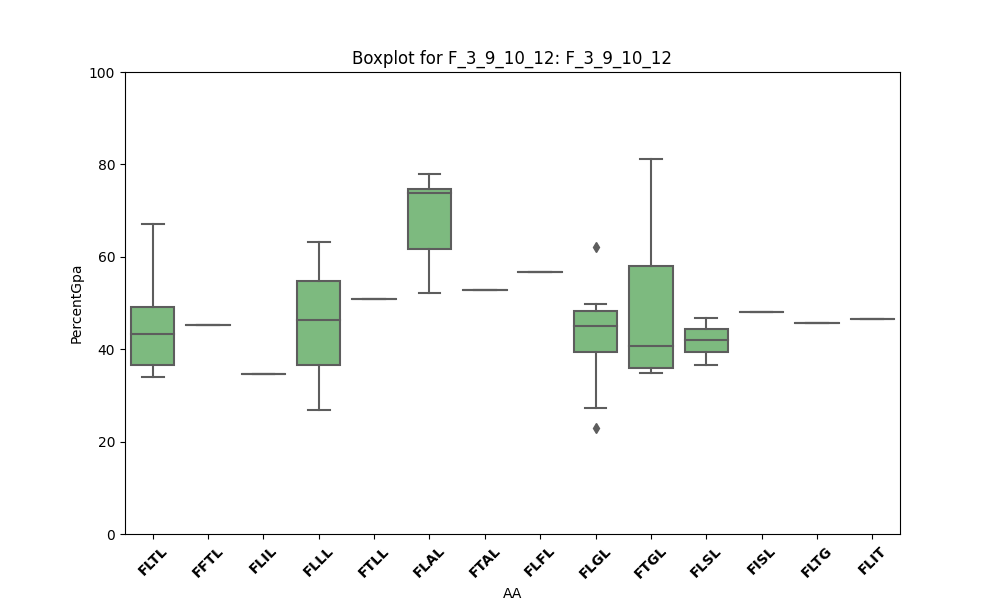 Boxplot for F_3_9_10_12: F_3_9_10_12
100
80
60
40
20
0
PercentGpa
FLTL
FFTL
FLIL
FLLL
FTLL
FLAL
FTAL
FLFL
FLGL
FTGL
FLSL
FISL
FLTG
FLIT
AA